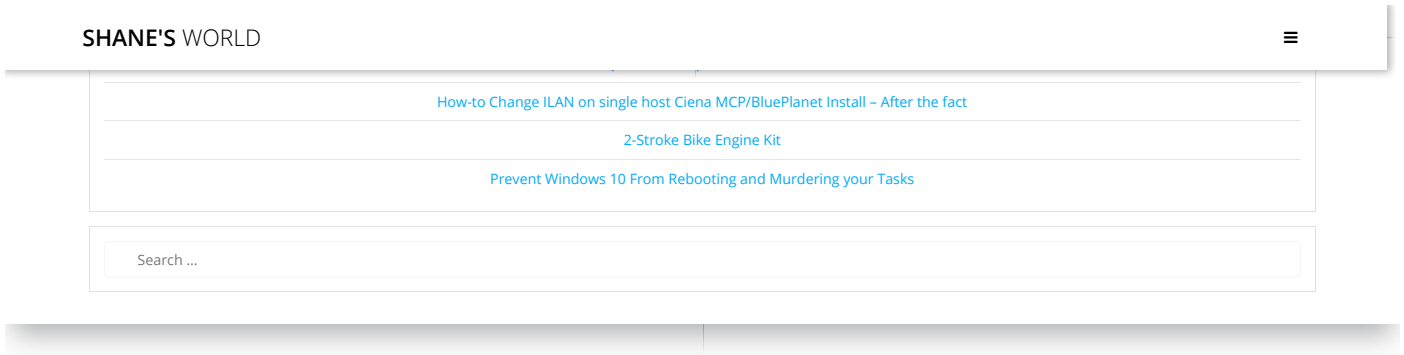 SHANE'S WORLD
How-to Change ILAN on single host Ciena MCP/BluePlanet Install – After the fact
2-Stroke Bike Engine Kit
Prevent Windows 10 From Rebooting and Murdering your Tasks
Search ...